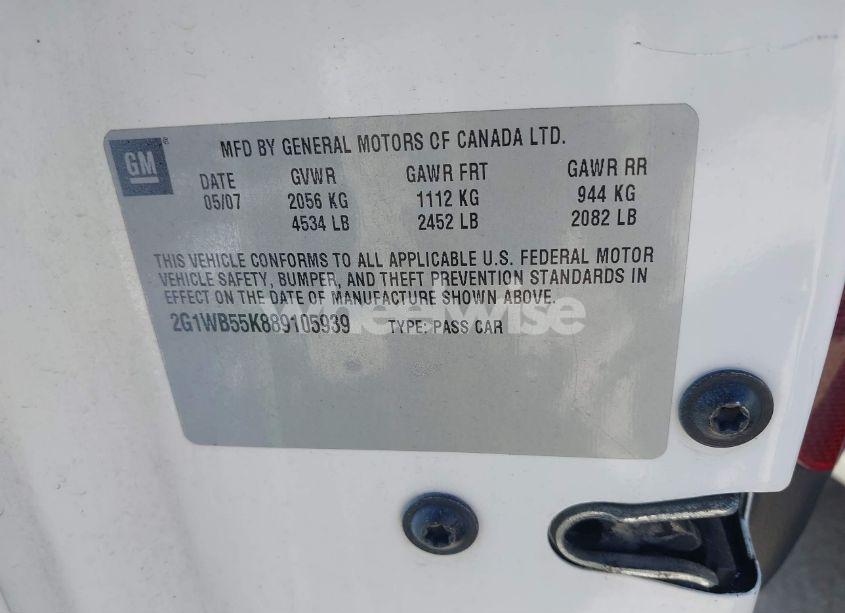 GM
MFD BY GENERAL MOTORS OF CANADA LTD.
DATE GVWR GAWR FRT GAWR RR
05/07 2056 KG 1112 KG 944 KG
4534 LB 2452 LB 2082 LB
THIS VEHICLE CONFORMS TO ALL APPLICABLE U.S. FEDERAL MOTOR
VEHICLE SAFETY, BUMPER, AND THEFT PREVENTION STANDARDS IN
EFFECT ON THE DATE OF MANUFACTURE SHOWN ABOVE.
2G1WB55K889105939 TYPE: PASS CAR
wheelwise